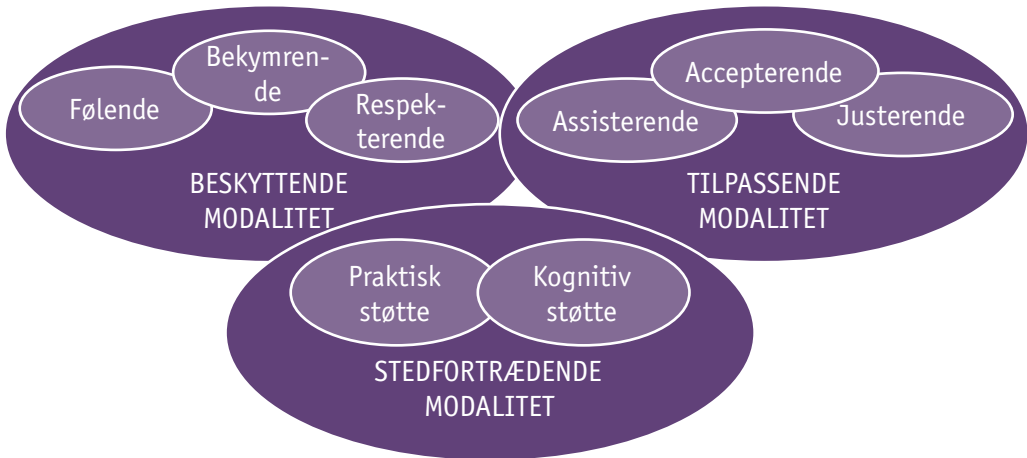 Følende
Bekymren-
de
Respek-
terende
BESKYTTENDE
MODALITET
Assisterende
Accepterende
Justerende
TILPASSENDE
MODALITET
Praktisk
støtte
Kognitiv
støtte
STEDFORTRÆDENDE
MODALITET